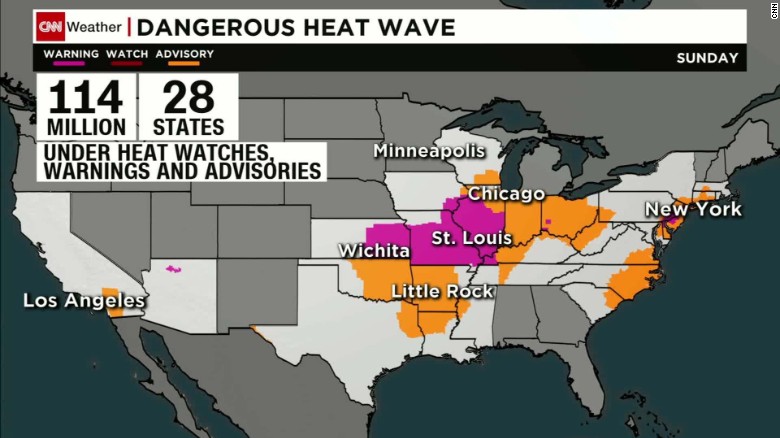 CNN Weather DANGEROUS HEAT WAVE
WARNING WATCH ADVISORY
SUNDAY
114 MILLION
28 STATES
UNDER HEAT WATCHES,
WARNINGS AND ADVISORIES
Minneapolis
Chicago
New York
St. Louis
Wichita
Little Rock
Los Angeles
CNN